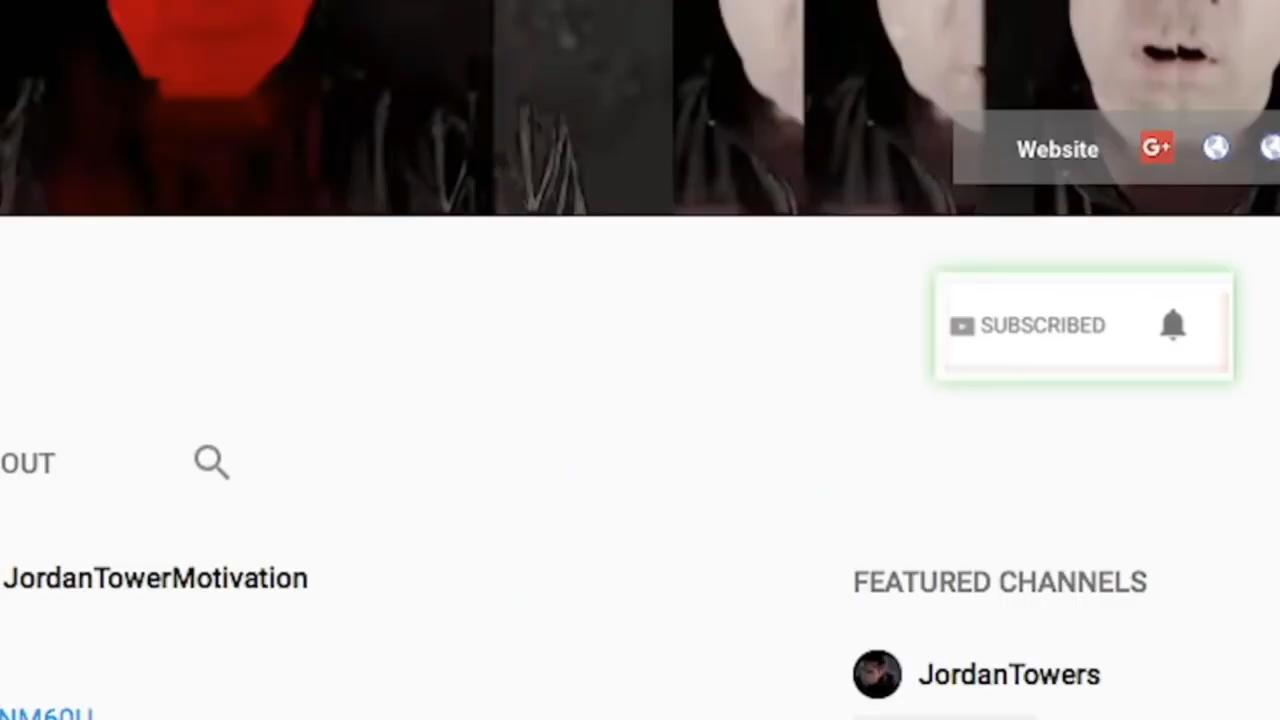 Website G+
SUBSCRIBED
OUT
JordanTowerMotivation
FEATURED CHANNELS
JordanTowers